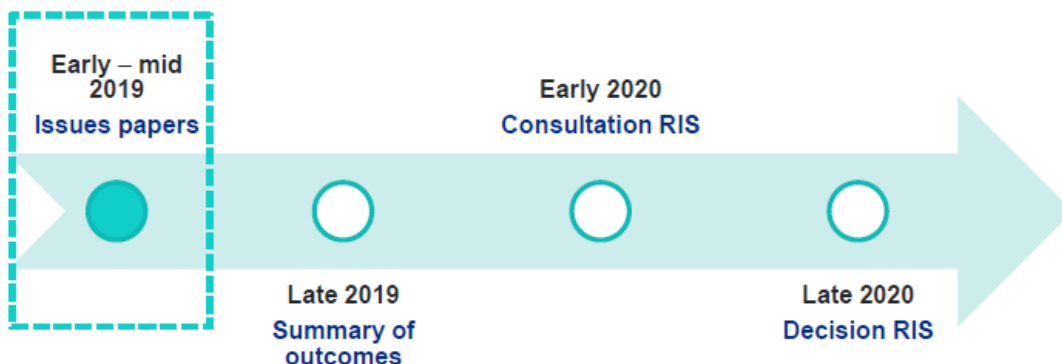 Early – mid
2019
Issues papers
Late 2019
Summary of
outcomes
Early 2020
Consultation RIS
Late 2020
Decision RIS